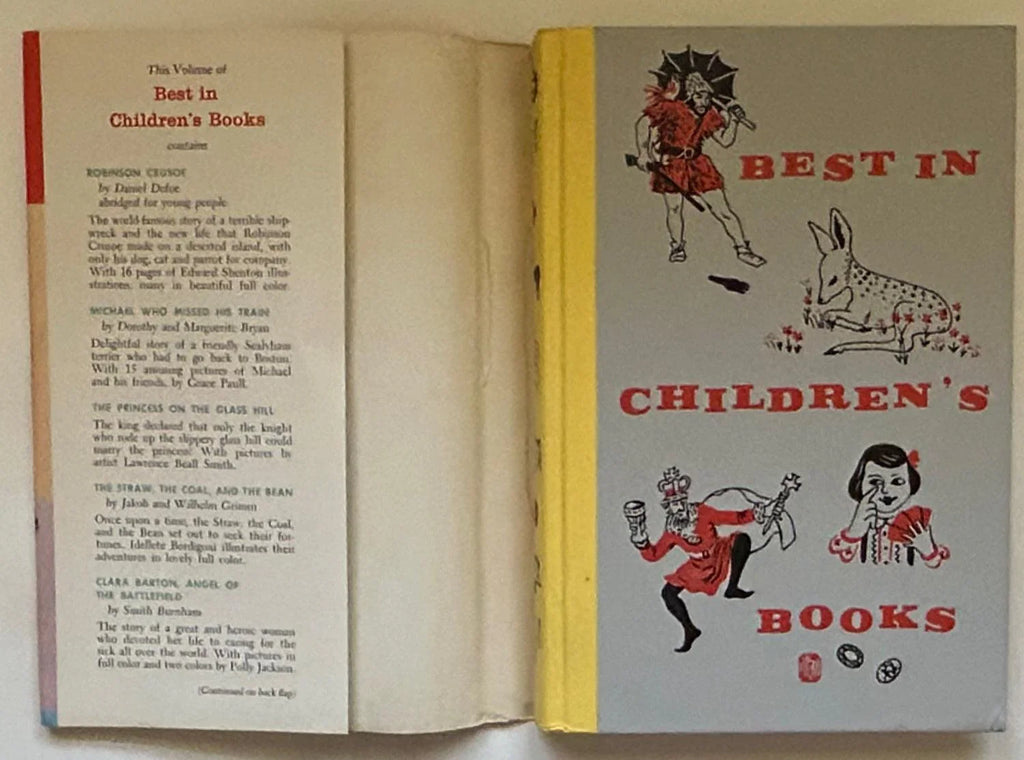 This Volume of
Best in
Children's Books
contains
ROBINSON CRUSOE
by Daniel Defoe
abridged for young people
The world-famous story of a terrible ship-
wreck and the new life that Robinson
Crusoe made on a deserted island, with
only his dog, cat and parrot for company.
With 16 pages of Edward Shenton illus-
trations, many in beautiful full color.
MICHAEL WHO MISSED HIS TRAIN
by Dorothy and Marguerite Bryan
Delightful story of a friendly Sealyham
terrier who had to go back to Boston.
With 15 amusing pictures of Michael
and his friends, by Grace Paull.
THE PRINCESS ON THE GLASS HILL
The king declared that only the knight
who rode up the slippery glass hill could
marry the princess! With pictures by
artist Lawrence Beall Smith.
THE STRAW, THE COAL, AND THE BEAN
by Jakob and Wilhelm Grimm
Once upon a time, the Straw, the Coal,
and the Bean set out to seek their for-
tunes. Idellete Bordigoni illustrates their
adventures in lovely full color.
CLARA BARTON, ANGEL OF
THE BATTLEFIELD
by Smith Burnham
The story of a great and heroic woman
who devoted her life to caring for the
sick all over the world. With pictures in
full color and two colors by Polly Jackson.
(Continued on back flap)
BEST IN
CHILDREN'S
BOOKS